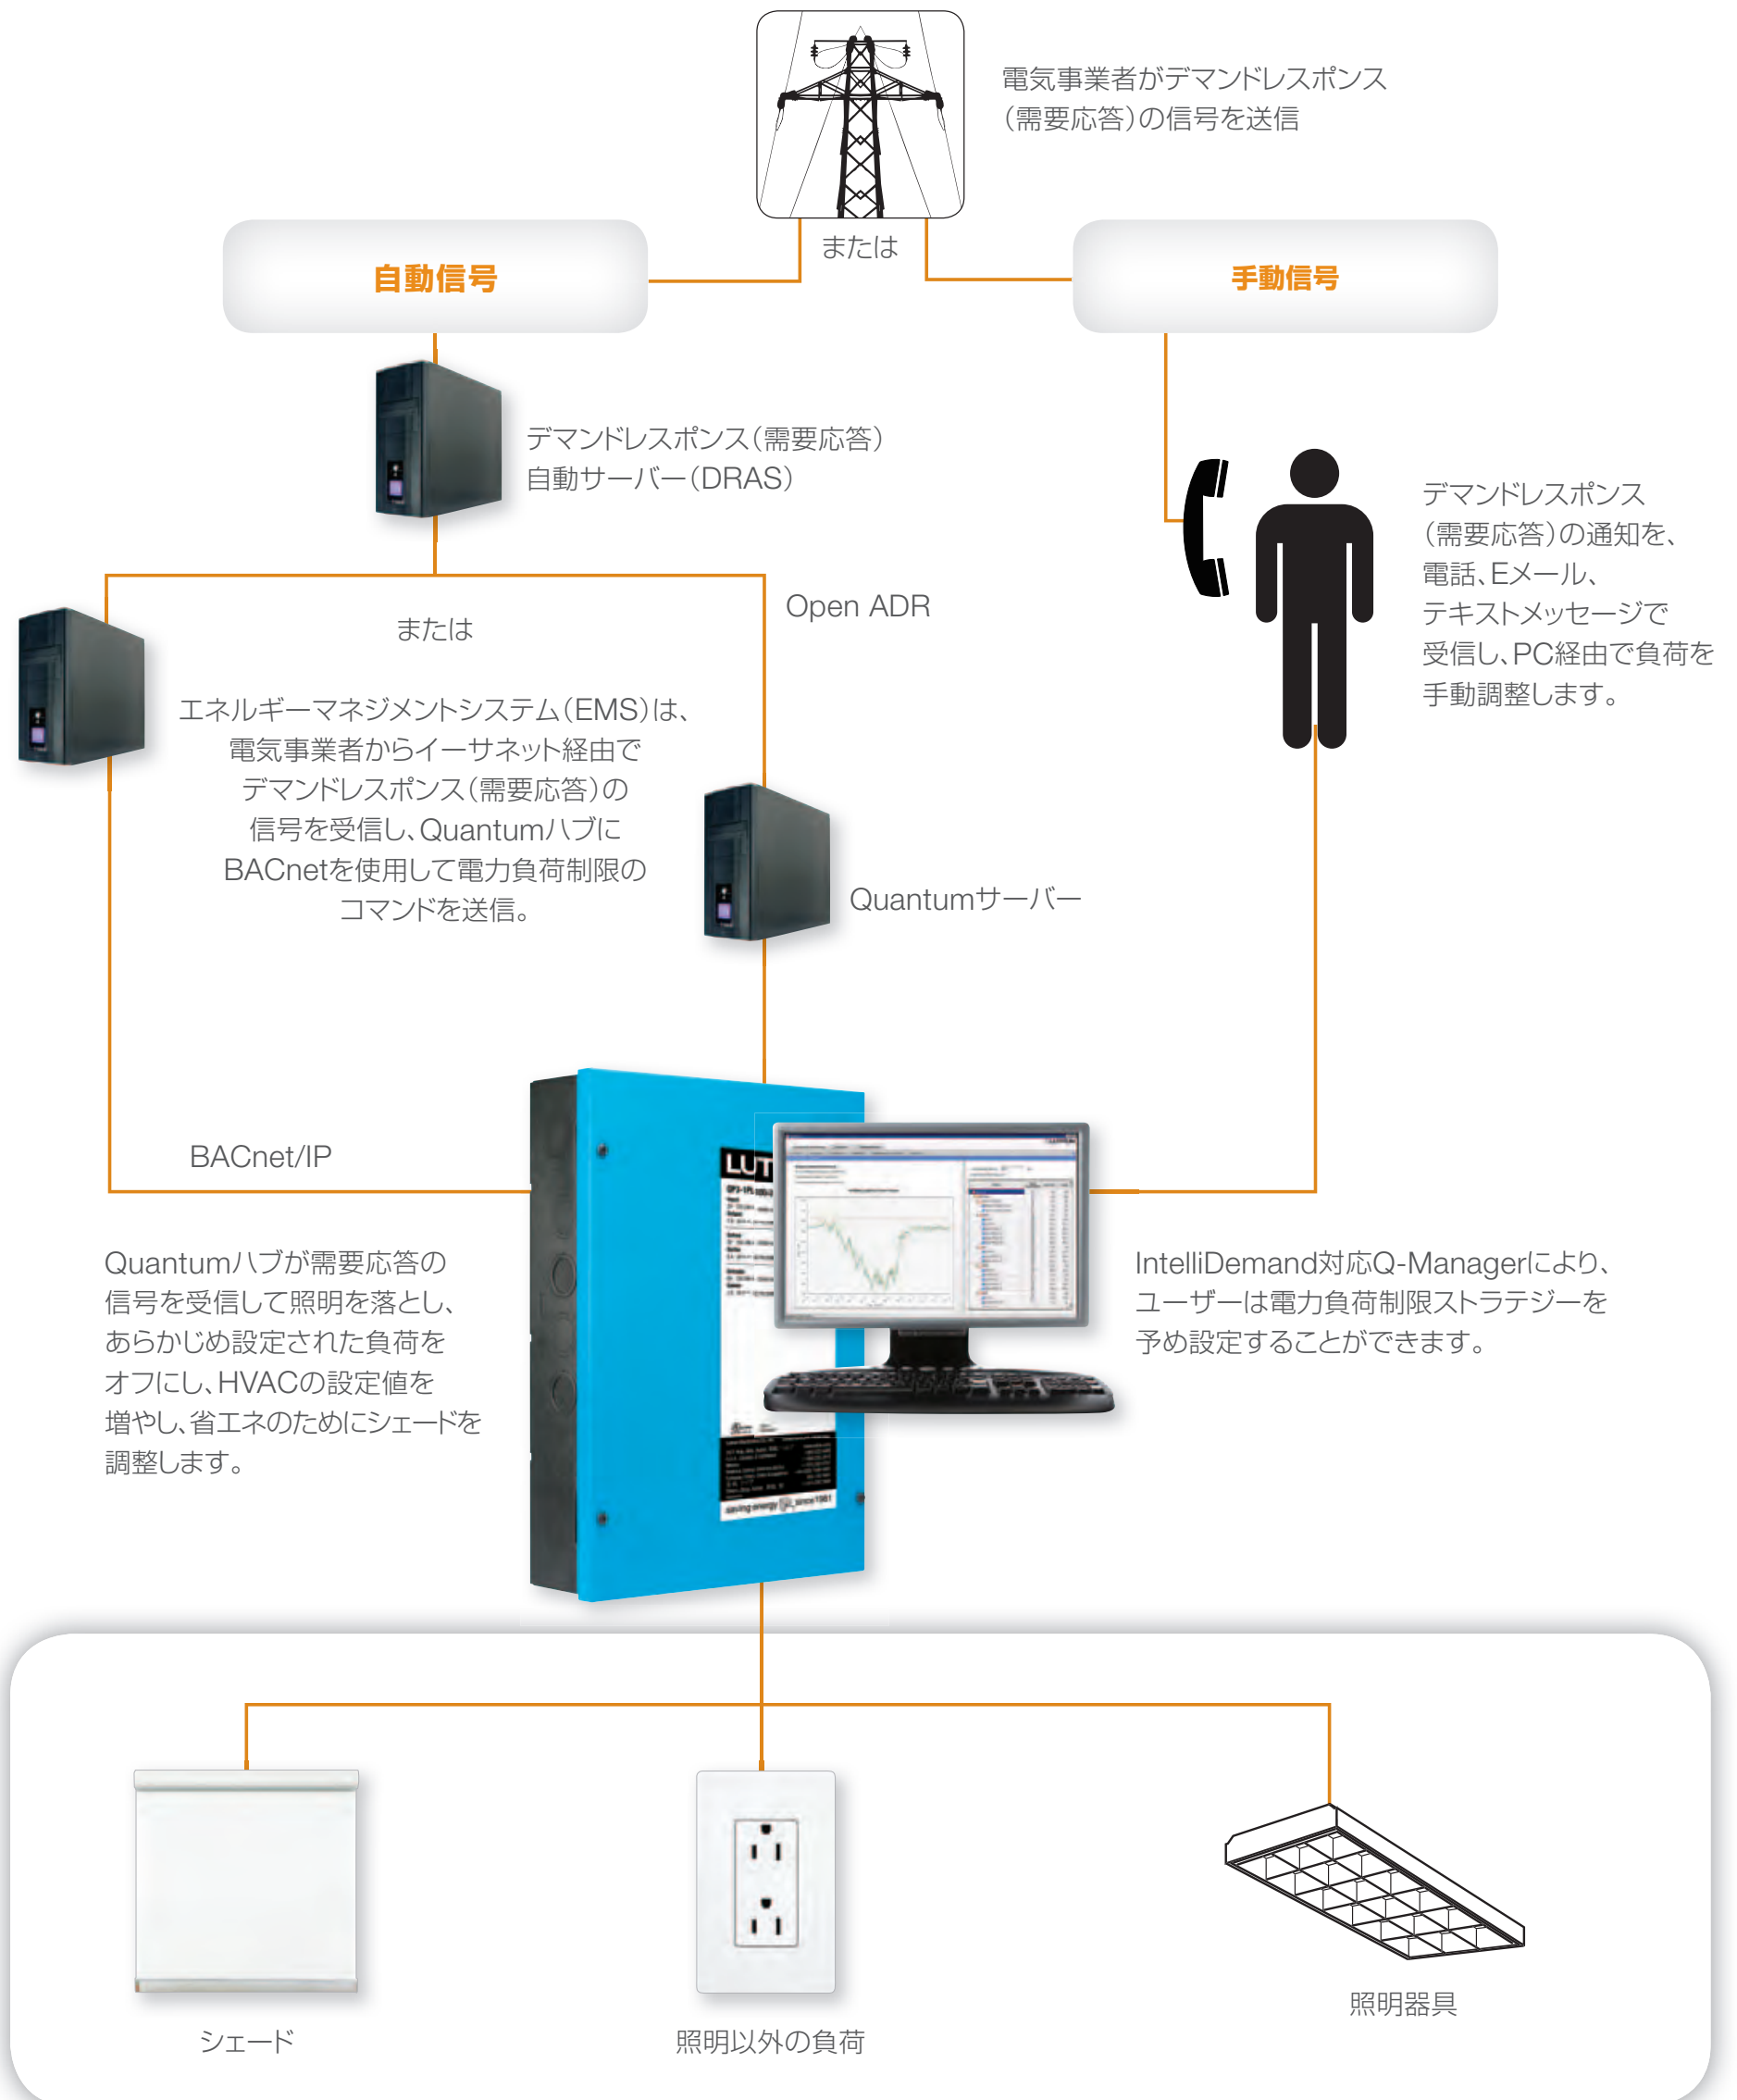 電気事業者がデマンドレスポンス
(需要応答)の信号を送信
または
自動信号
手動信号
デマンドレスポンス(需要応答)
自動サーバー(DRAS)
デマンドレスポンス
(需要応答)の通知を、
電話、Eメール、
テキストメッセージで
受信し、PC経由で負荷を
手動調整します。
または
Open ADR
エネルギーマネジメントシステム(EMS)は、
電気事業者からイーサネット経由で
デマンドレスポンス(需要応答)の
信号を受信し、Quantumハブに
BACnetを使用して電力負荷制限の
コマンドを送信。
Quantumサーバー
BACnet/IP
LUT
Quantumハブが需要応答の
信号を受信して照明を落とし、
あらかじめ設定された負荷を
オフにし、HVACの設定値を
増やし、省エネのためにシェードを
調整します。
IntelliDemand対応Q-Managerにより、
ユーザーは電力負荷制限ストラテジーを
予め設定することができます。
saving energy since 1961
シェード
照明以外の負荷
照明器具